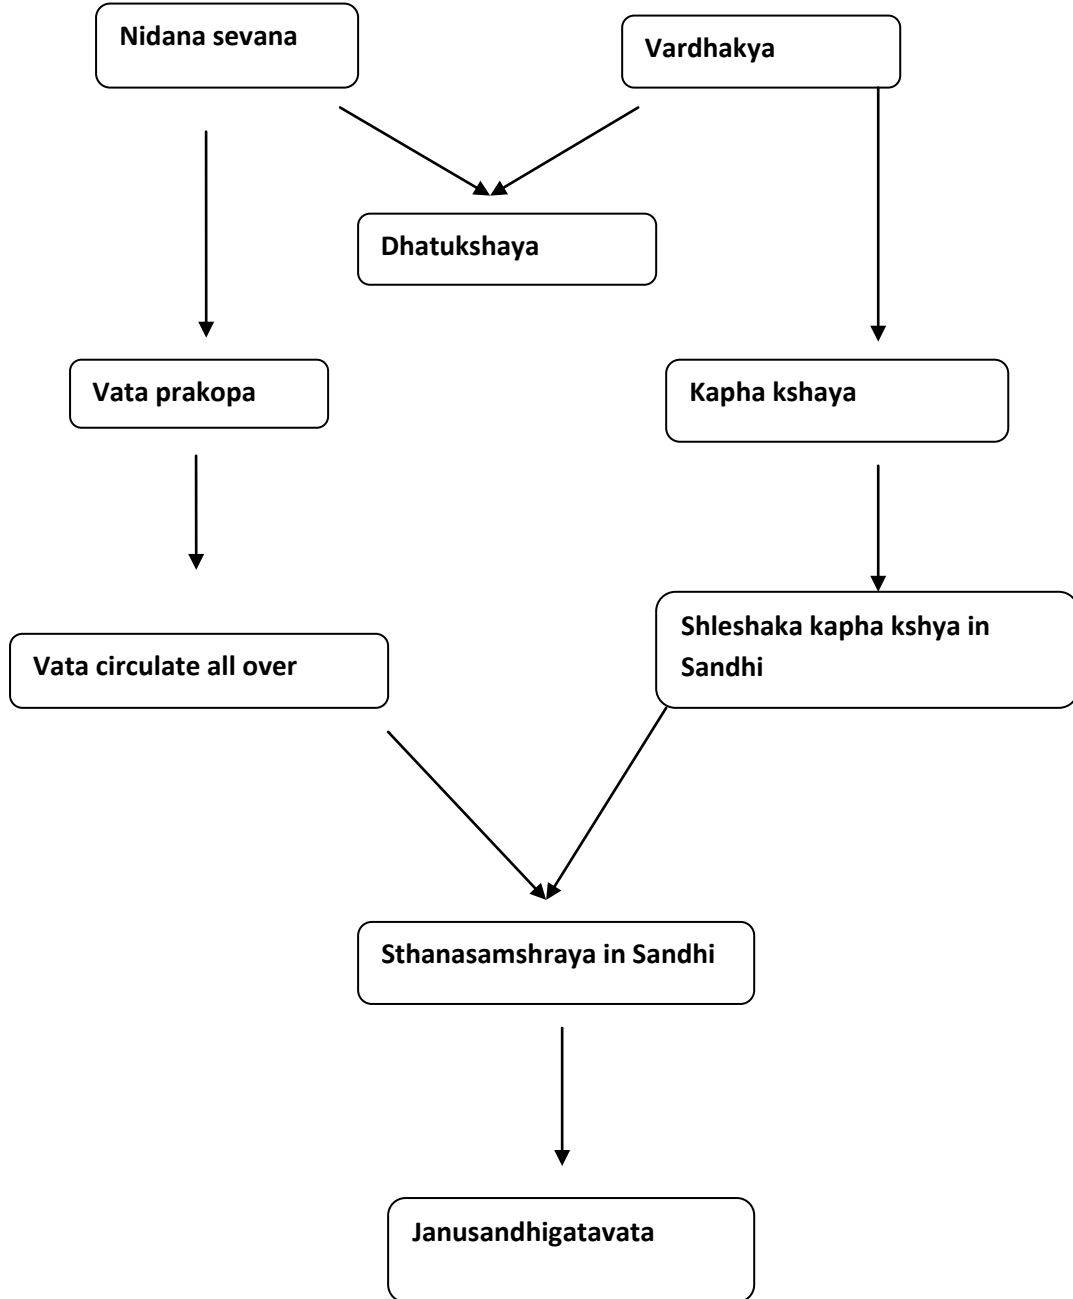 Nidana sevana
Vardhakya
Dhatukshaya
Vata prakopa
Kapha kshaya
Vata circulate all over
Shleshaka kapha kshya in
Sandhi
Sthanasamshraya in Sandhi
Janusandhigatavata